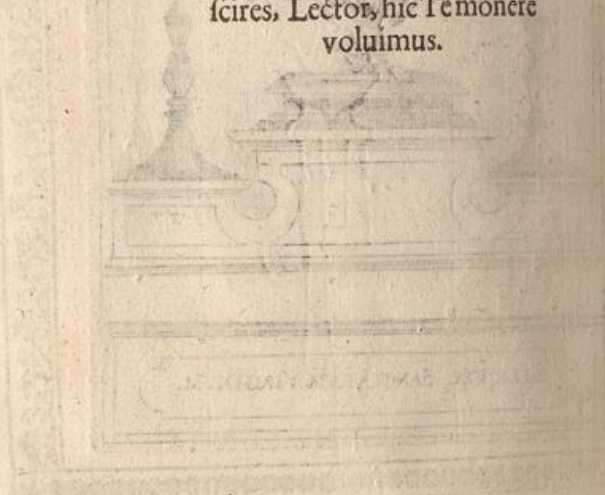 ſcires, Lector, hic Te monere
voluimus.